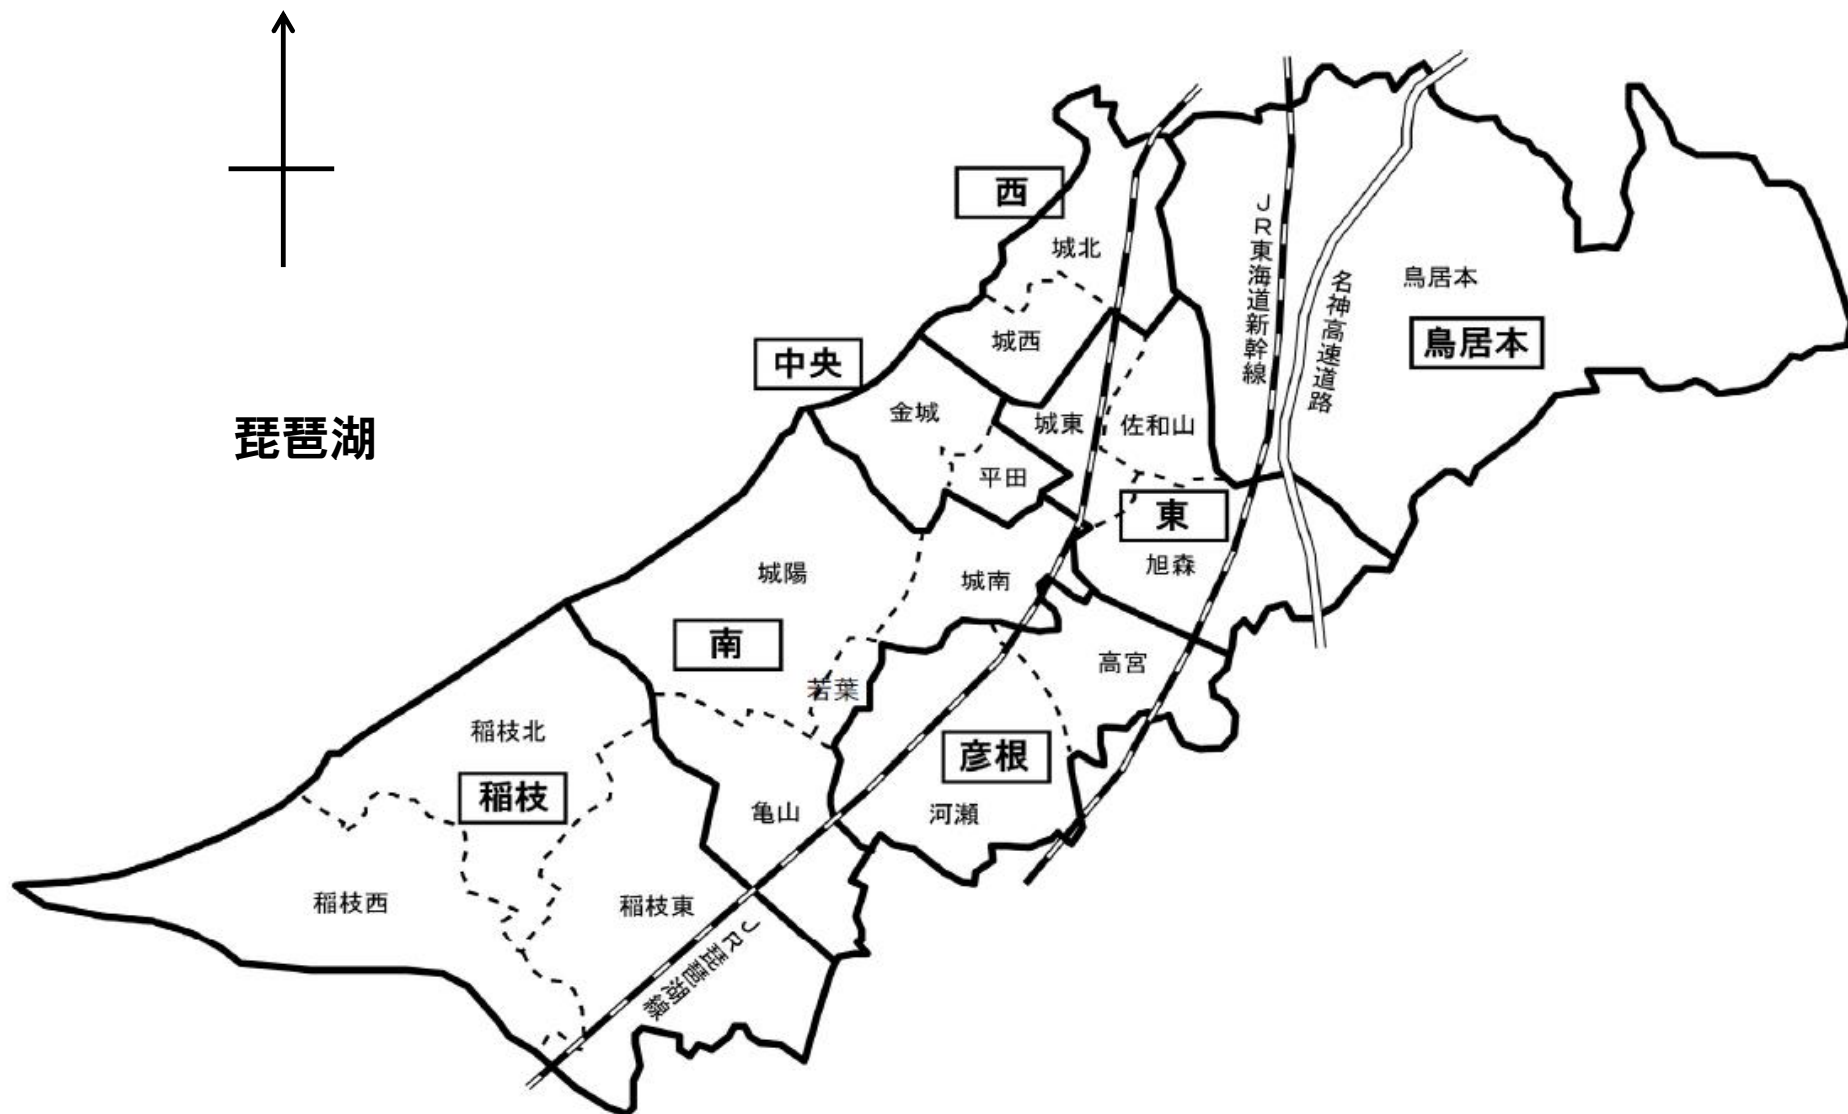 西
城北
JR東海道新幹線
名神高速道路
鳥居本
鳥居本
城西
中央
金城
城東
佐和山
琵琶湖
平田
東
旭森
城陽
城南
南
高宮
若葉
稲枝北
彦根
稲枝
亀山
河瀬
稲枝西
稲枝東
JR琵琶湖線